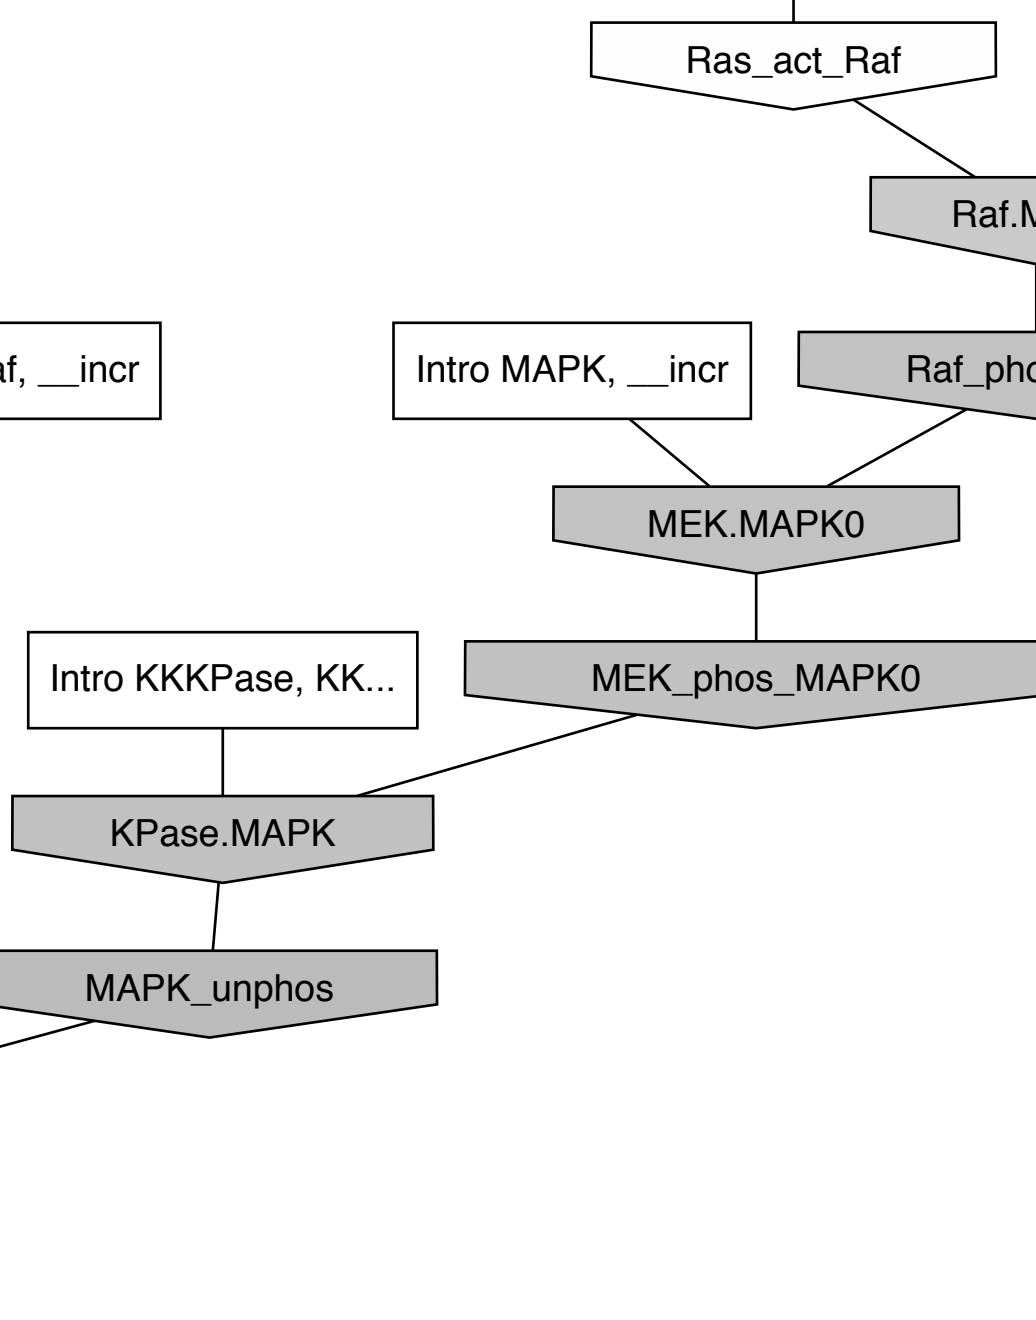 Ras_act_Raf
Raf.M
af, __incr
Intro MAPK, __incr
Raf_pho
MEK.MAPK0
Intro KKKPase, KK...
MEK_phos_MAPK0
KPase.MAPK
MAPK_unphos